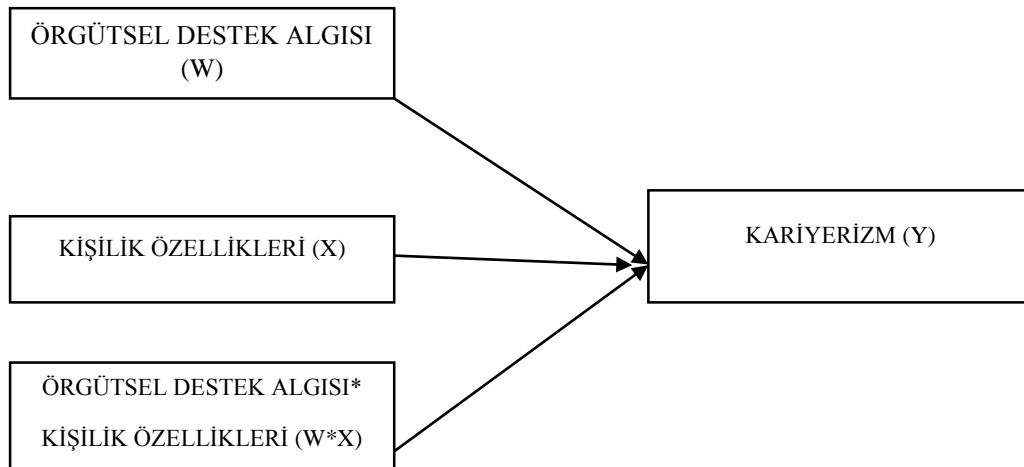 ÖRGÜTSEL DESTEK ALGISI
(W)
KİŞİLİK ÖZELLİKLERİ (X)
KARİYERİZM (Y)
ÖRGÜTSEL DESTEK ALGISI*
KİŞİLİK ÖZELLİKLERİ (W*X)